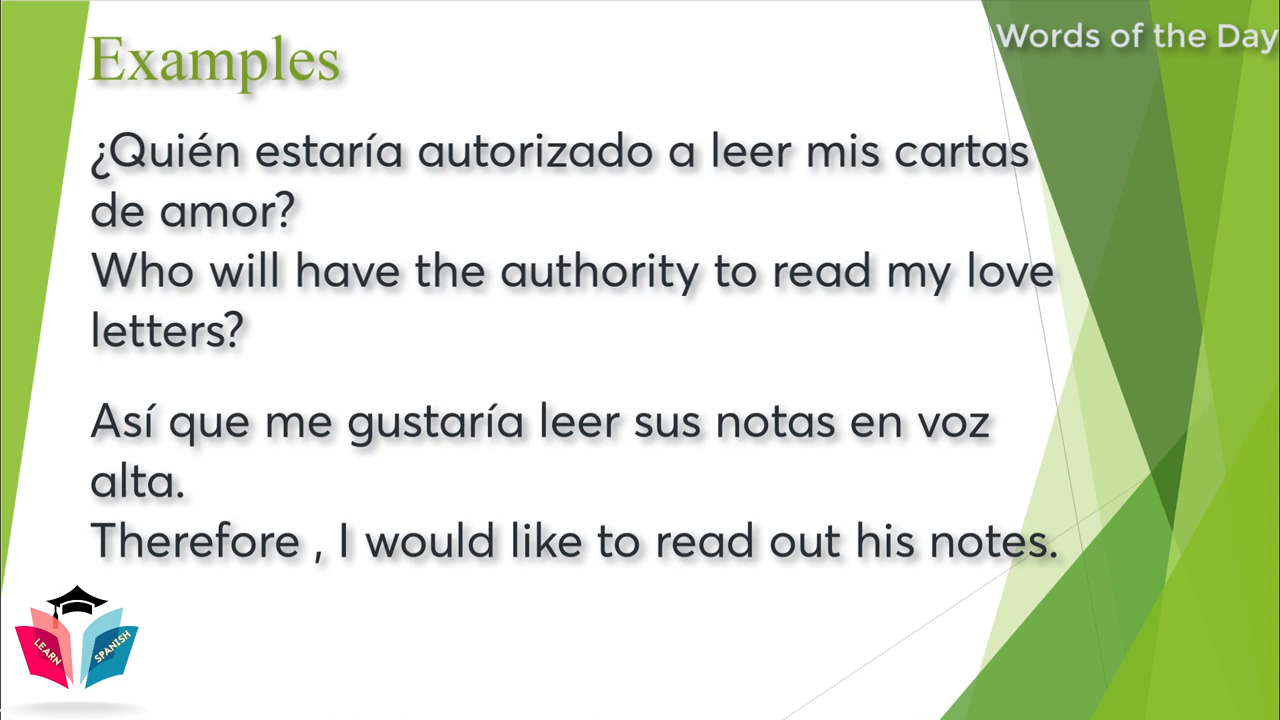 Words of the Day
Examples
¿Quién estaría autorizado a leer mis cartas
de amor?
Who will have the authority to read my love
letters?
Así que me gustaría leer sus notas en voz
alta.
Therefore , I would like to read out his notes.
LEARN
SPANISH